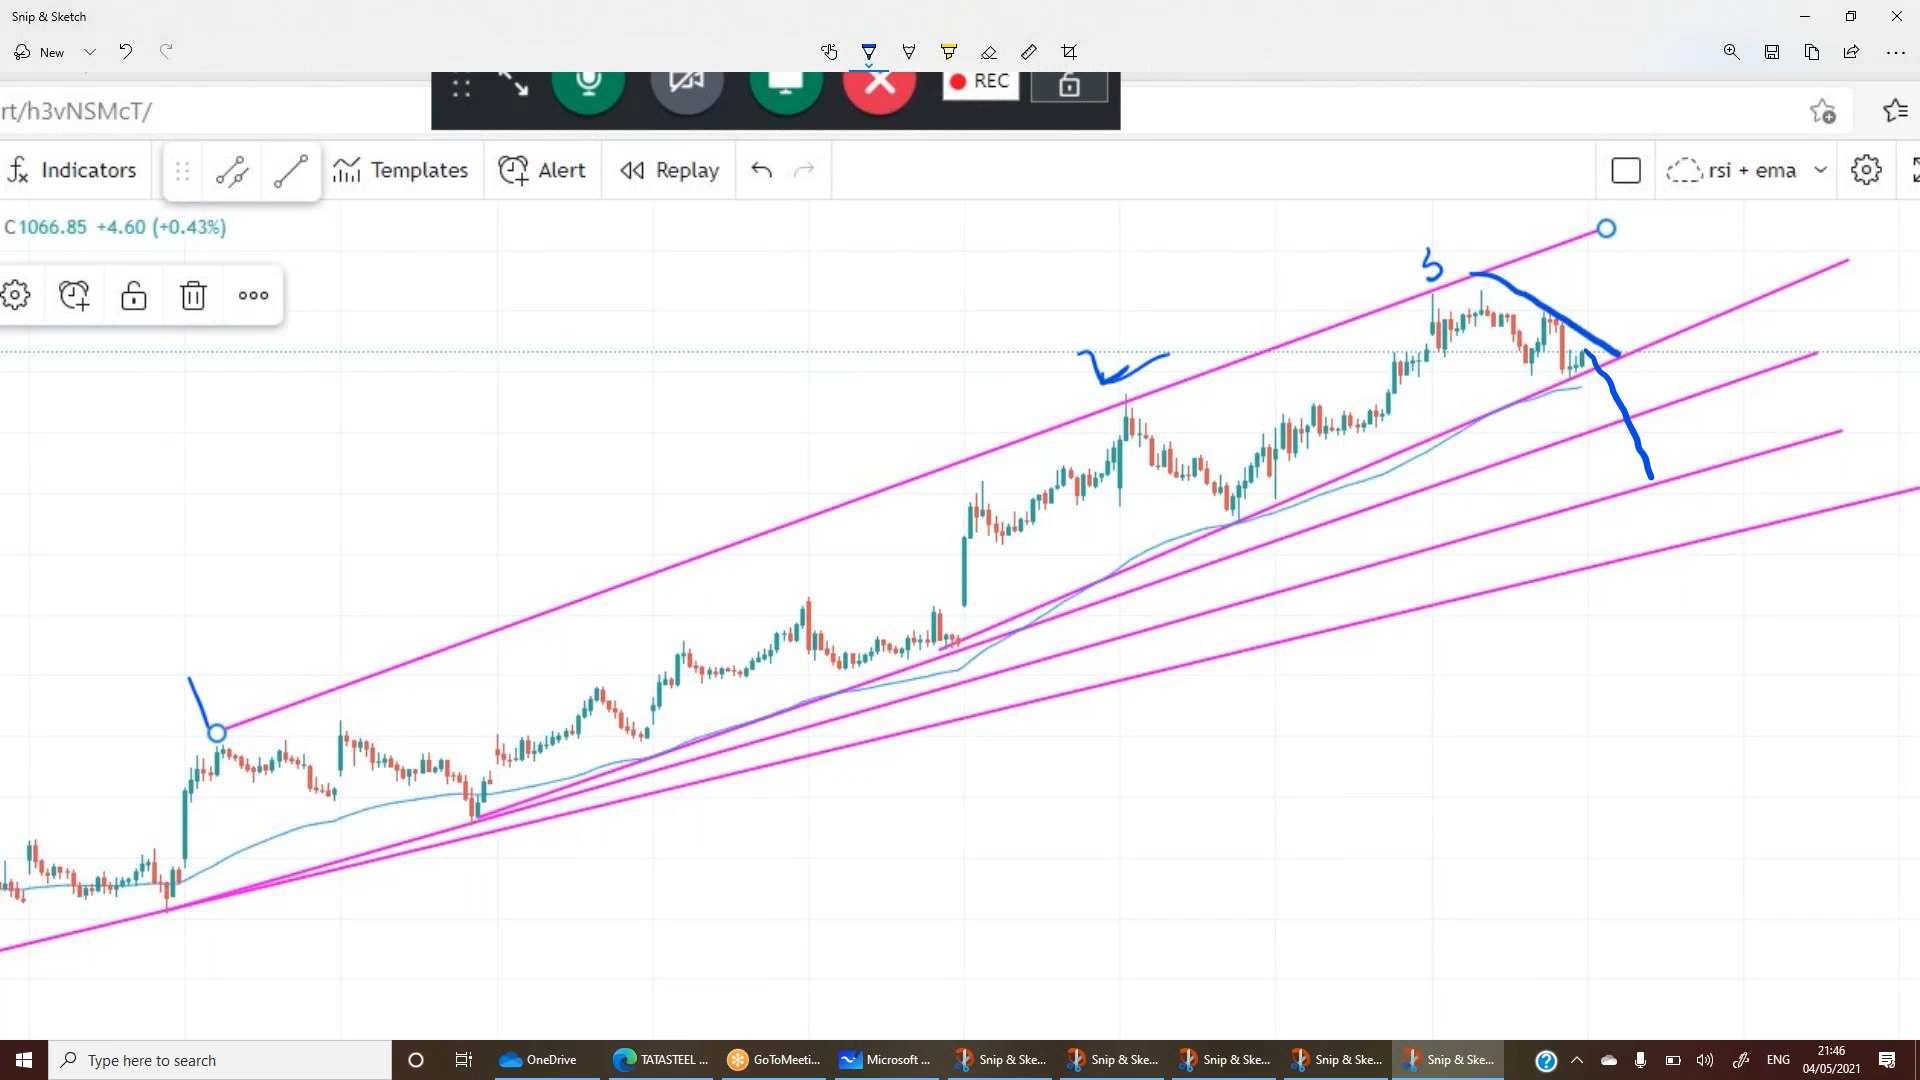 Snip & Sketch
New
REC
rt/h3vNSMcT/
Indicators
Templates
Alert
Replay
rsi + ema
C1066.85 +4.60 (+0.43%)
Type here to search
OneDrive
TATASTEEL ...
GoToMeeti...
Microsoft ...
Snip & Ske...
Snip & Ske...
Snip & Ske...
Snip & Ske...
Snip & Ske...
ENG
21:46
04/05/2021